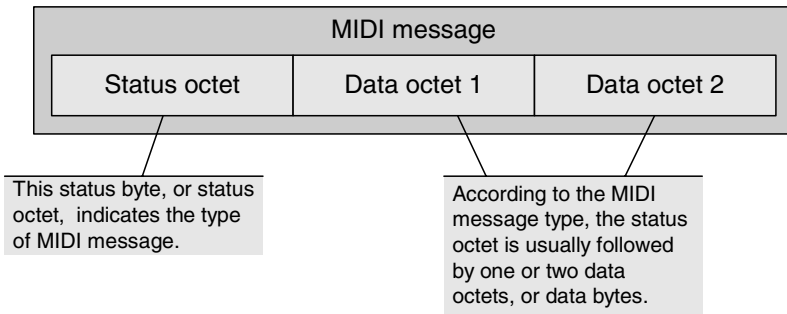 MIDI message
Status octet
Data octet 1
Data octet 2
This status byte, or status
octet, indicates the type
of MIDI message.
According to the MIDI
message type, the status
octet is usually followed
by one or two data
octets, or data bytes.